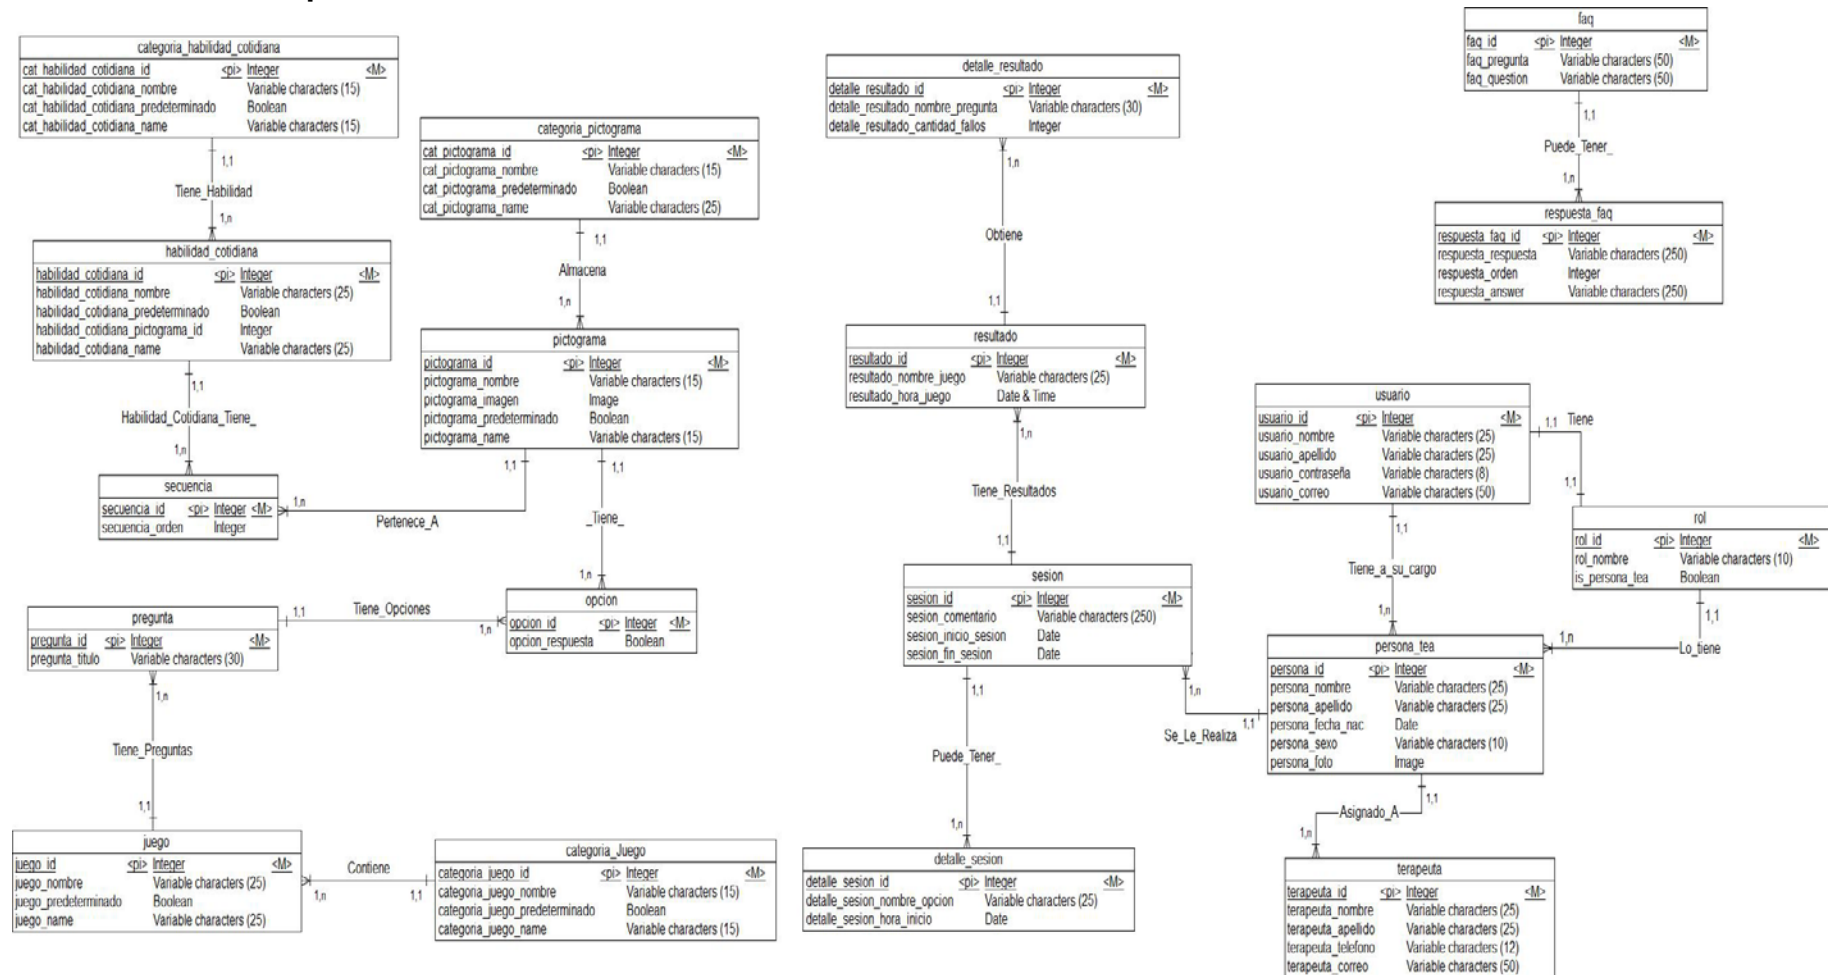 categoria_habilidad_cotidiana
cat_habilidad_cotidiana_id <pi> Integer <M>
cat_habilidad_cotidiana_nombre Variable characters (15)
cat_habilidad_cotidiana_predeterminado Boolean
cat_habilidad_cotidiana_name Variable characters (15)
1,1
Tiene_Habilidad
1,n
habilidad_cotidiana
habilidad_cotidiana_id <pi> Integer <M>
habilidad_cotidiana_nombre Variable characters (25)
habilidad_cotidiana_predeterminado Boolean
habilidad_cotidiana_pictograma_id Integer
habilidad_cotidiana_name Variable characters (25)
1,1
Habilidad_Cotidiana_Tiene_
1,n
secuencia
secuencia_id <pi> Integer <M>
secuencia_orden Integer
1,n
Pertenece_A
1,1
categoria_pictograma
cat_pictograma_id <pi> Integer <M>
cat_pictograma_nombre Variable characters (15)
cat_pictograma_predeterminado Boolean
cat_pictograma_name Variable characters (25)
1,1
Almacena
1,n
pictograma
pictograma_id <pi> Integer <M>
pictograma_nombre Variable characters (15)
pictograma_imagen Image
pictograma_predeterminado Boolean
pictograma_name Variable characters (15)
1,1
_Tiene_
1,n
opcion
opcion_id <pi> Integer <M>
opcion_respuesta Boolean
pregunta
pregunta_id <pi> Integer <M>
pregunta_titulo Variable characters (30)
1,1
Tiene_Opciones
1,n
1,n
Tiene_Preguntas
1,1
juego
juego_id <pi> Integer <M>
juego_nombre Variable characters (25)
juego_predeterminado Boolean
juego_name Variable characters (25)
1,n
Contiene
1,1
categoria_Juego
categoria_juego_id <pi> Integer <M>
categoria_juego_nombre Variable characters (15)
categoria_juego_predeterminado Boolean
categoria_juego_name Variable characters (15)
detalle_resultado
detalle_resultado_id <pi> Integer <M>
detalle_resultado_nombre_pregunta Variable characters (30)
detalle_resultado_cantidad_fallos Integer
1,n
Obtiene
1,1
resultado
resultado_id <pi> Integer <M>
resultado_nombre_juego Variable characters (25)
resultado_hora_juego Date & Time
1,n
Tiene_Resultados
1,1
sesion
sesion_id <pi> Integer <M>
sesion_comentario Variable characters (250)
sesion_inicio_sesion Date
sesion_fin_sesion Date
1,1
Puede_Tener_
1,n
detalle_sesion
detalle_sesion_id <pi> Integer <M>
detalle_sesion_nombre_opcion Variable characters (25)
detalle_sesion_hora_inicio Date
1,n
Se_Le_Realiza
1,1
faq
faq_id <pi> Integer <M>
faq_pregunta Variable characters (50)
faq_question Variable characters (50)
1,1
Puede_Tener_
1,n
respuesta_faq
respuesta_faq_id <pi> Integer <M>
respuesta_respuesta Variable characters (250)
respuesta_orden Integer
respuesta_answer Variable characters (250)
usuario
usuario_id <pi> Integer <M>
usuario_nombre Variable characters (25)
usuario_apellido Variable characters (25)
usuario_contraseña Variable characters (8)
usuario_correo Variable characters (50)
1,1 Tiene
1,1
rol
rol_id <pi> Integer <M>
rol_nombre Variable characters (10)
is_persona_tea Boolean
1,1
Lo_tiene
1,n
1,1
Tiene_a_su_cargo
1,n
persona_tea
persona_id <pi> Integer <M>
persona_nombre Variable characters (25)
persona_apellido Variable characters (25)
persona_fecha_nac Date
persona_sexo Variable characters (10)
persona_foto Image
1,1
Asignado_A
1,n
terapeuta
terapeuta_id <pi> Integer <M>
terapeuta_nombre Variable characters (25)
terapeuta_apellido Variable characters (25)
terapeuta_telefono Variable characters (12)
terapeuta_correo Variable characters (50)